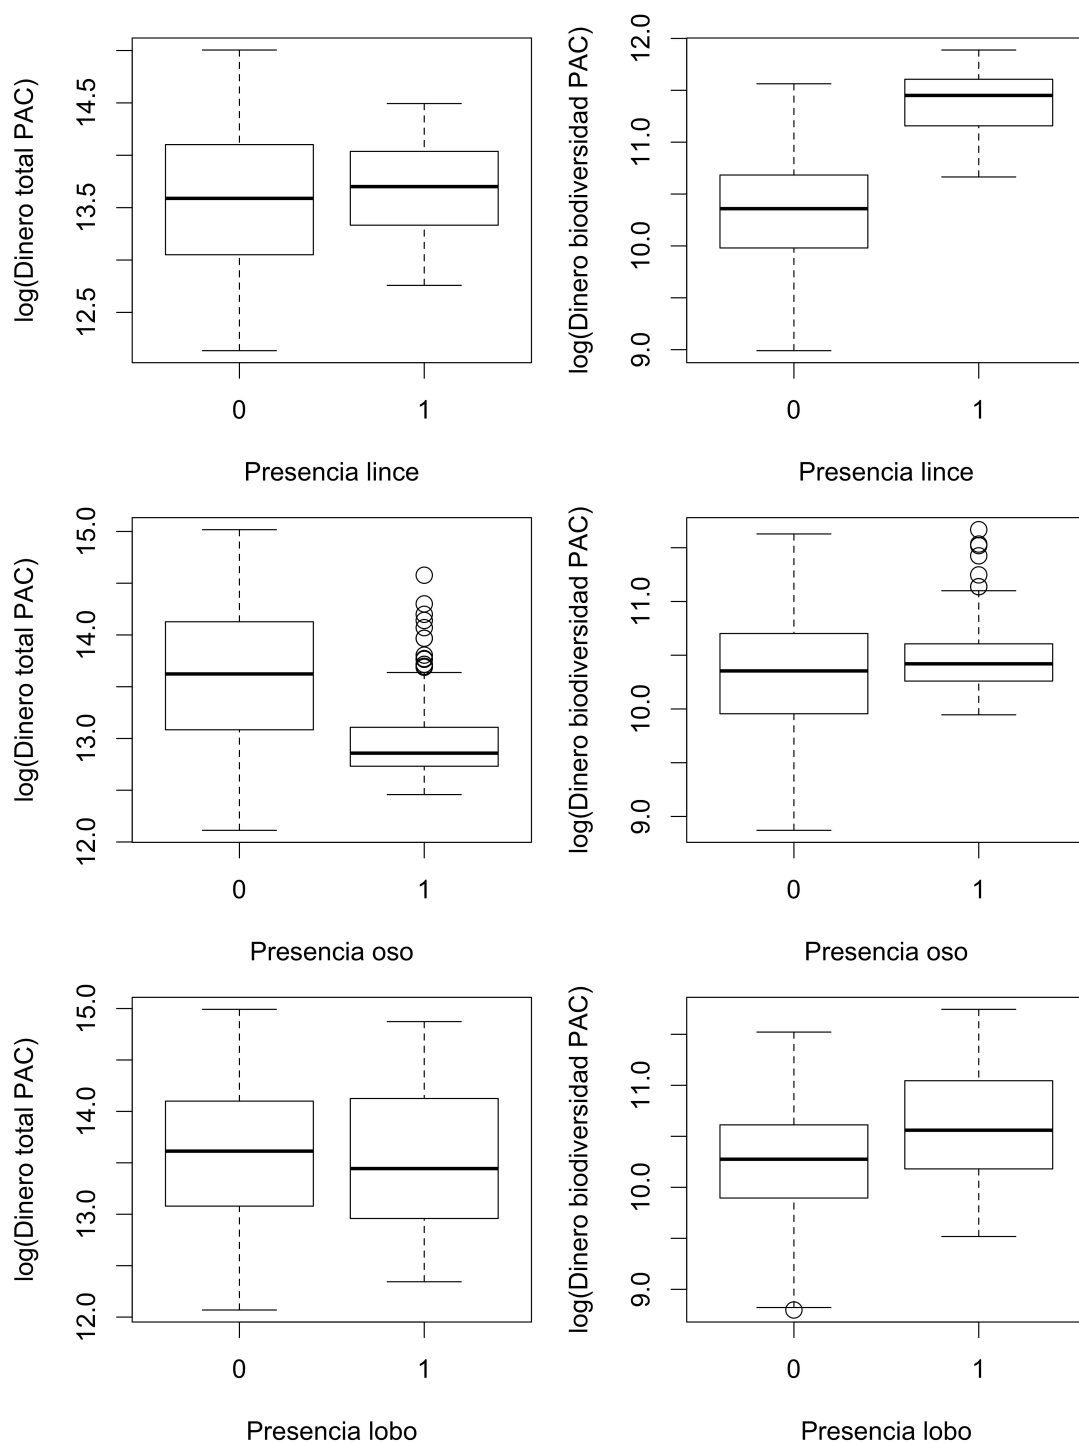 log(Dinero total PAC)
12.5 13.5 14.5
0 1
Presencia lince
log(Dinero biodiversidad PAC)
9.0 10.0 11.0 12.0
0 1
Presencia lince
log(Dinero total PAC)
12.0 13.0 14.0 15.0
0 1
Presencia oso
log(Dinero biodiversidad PAC)
9.0 10.0 11.0
0 1
Presencia oso
log(Dinero total PAC)
12.0 13.0 14.0 15.0
0 1
Presencia lobo
log(Dinero biodiversidad PAC)
9.0 10.0 11.0
0 1
Presencia lobo